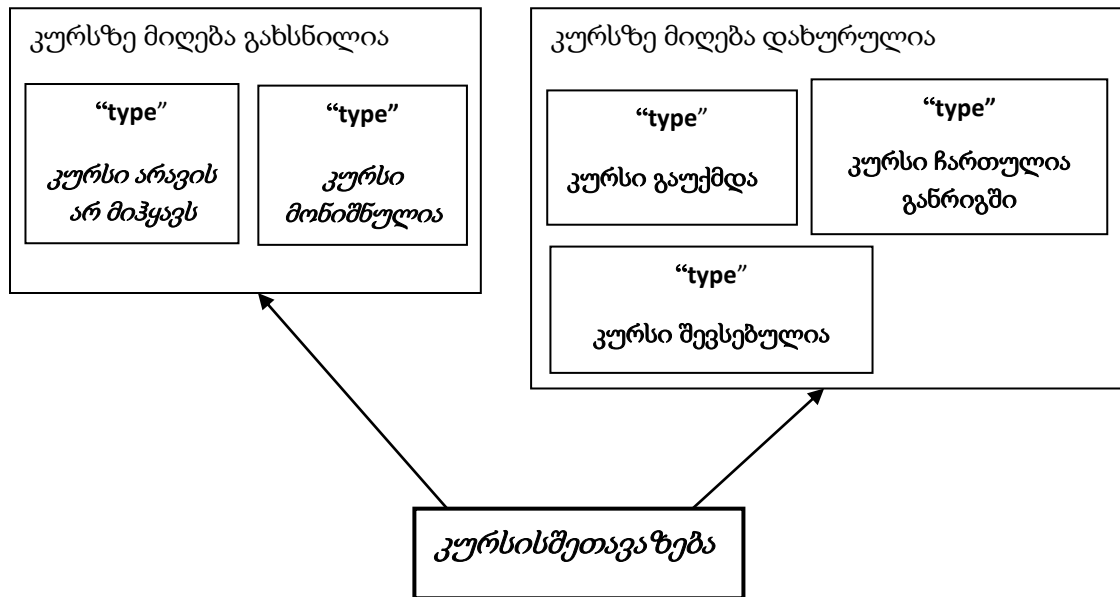 კურსზე მიღება გახსნილია
“type”
კურსი არავის
არ მიჰყავს
“type”
კურსი
მონიშნულია
კურსზე მიღება დახურულია
“type”
კურსი გაუქმდა
“type”
კურსი ჩართულია
განრიგში
“type”
კურსი შევსებულია
კურსისშეთავაზება